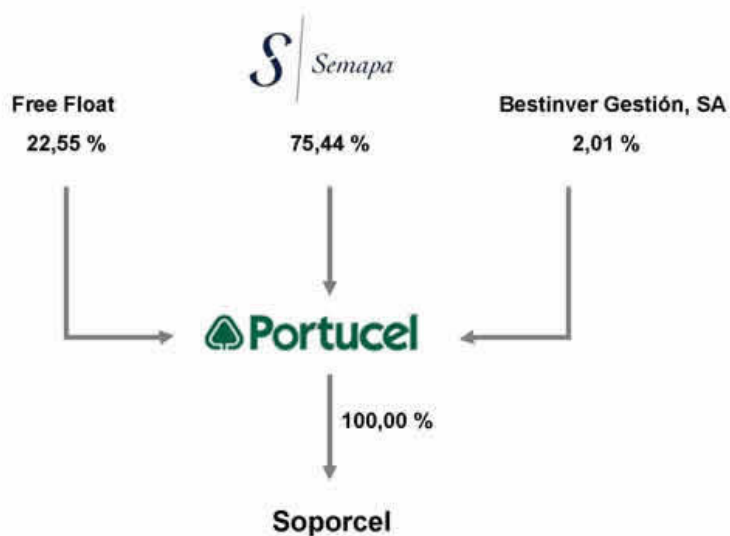 S Semapa
Free Float
22,55 %
75,44 %
Bestinver Gestión, SA
2,01 %
Portucel
100,00 %
Soporcel